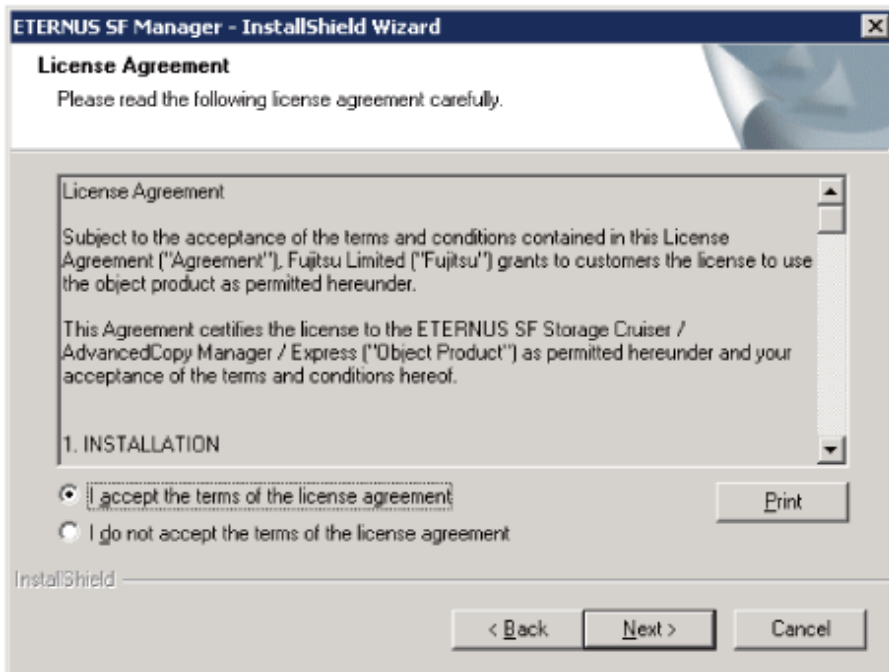 ETERNUS SF Manager - InstallShield Wizard
License Agreement
Please read the following license agreement carefully.
License Agreement
Subject to the acceptance of the terms and conditions contained in this License
Agreement ("Agreement"), Fujitsu Limited ("Fujitsu") grants to customers the license to use
the object product as permitted hereunder.
This Agreement certifies the license to the ETERNUS SF Storage Cruiser /
AdvancedCopy Manager / Express ("Object Product") as permitted hereunder and your
acceptance of the terms and conditions hereof.
1. INSTALLATION
I accept the terms of the license agreement
Print
I do not accept the terms of the license agreement
InstallShield
< Back
Next >
Cancel